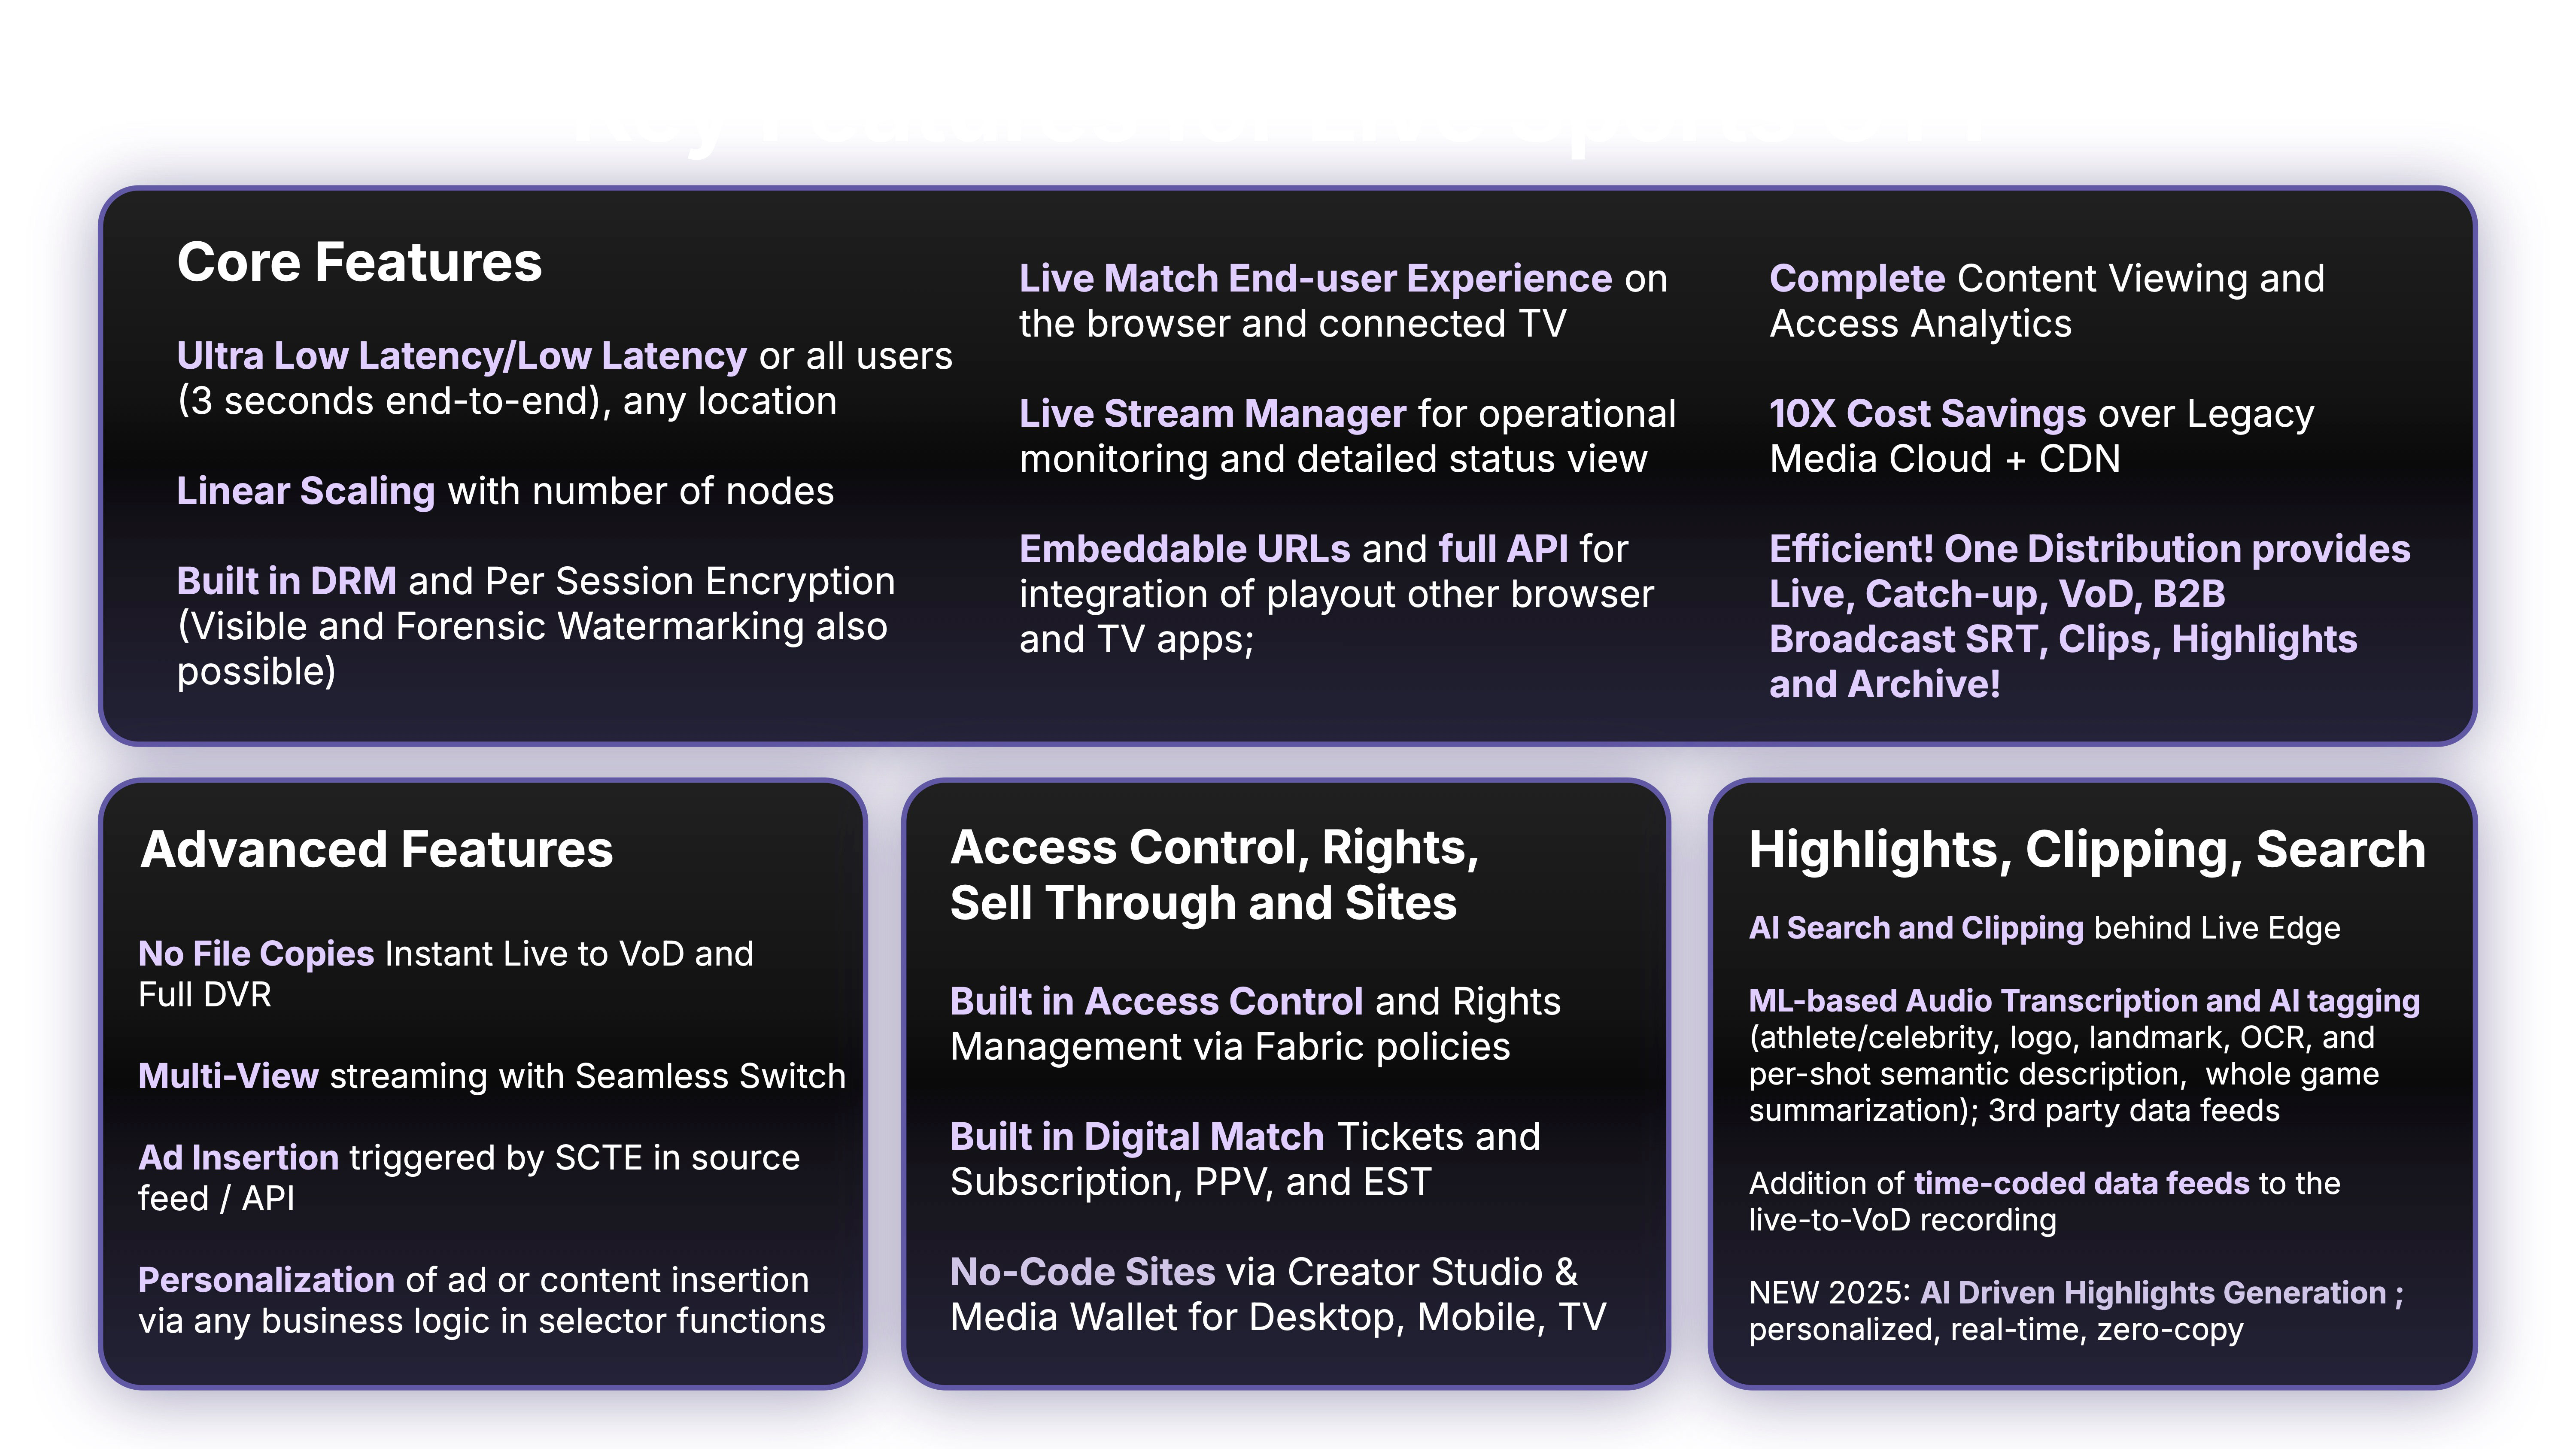 Key Features for Live Sports OTT
Core Features
Ultra Low Latency/Low Latency or all users
(3 seconds end-to-end), any location
Linear Scaling with number of nodes
Built in DRM and Per Session Encryption
(Visible and Forensic Watermarking also
possible)
Live Match End-user Experience on
the browser and connected TV
Live Stream Manager for operational
monitoring and detailed status view
Embeddable URLs and full API for
integration of playout other browser
and TV apps;
Complete Content Viewing and
Access Analytics
10X Cost Savings over Legacy
Media Cloud + CDN
Efficient! One Distribution provides
Live, Catch-up, VoD, B2B
Broadcast SRT, Clips, Highlights
and Archive!
Advanced Features
No File Copies Instant Live to VoD and
Full DVR
Multi-View streaming with Seamless Switch
Ad Insertion triggered by SCTE in source
feed / API
Personalization of ad or content insertion
via any business logic in selector functions
Access Control, Rights,
Sell Through and Sites
Built in Access Control and Rights
Management via Fabric policies
Built in Digital Match Tickets and
Subscription, PPV, and EST
No-Code Sites via Creator Studio &
Media Wallet for Desktop, Mobile, TV
Highlights, Clipping, Search
AI Search and Clipping behind Live Edge
ML-based Audio Transcription and AI tagging
(athlete/celebrity, logo, landmark, OCR, and
per-shot semantic description,  whole game
summarization); 3rd party data feeds
Addition of time-coded data feeds to the
live-to-VoD recording
NEW 2025: AI Driven Highlights Generation ;
personalized, real-time, zero-copy